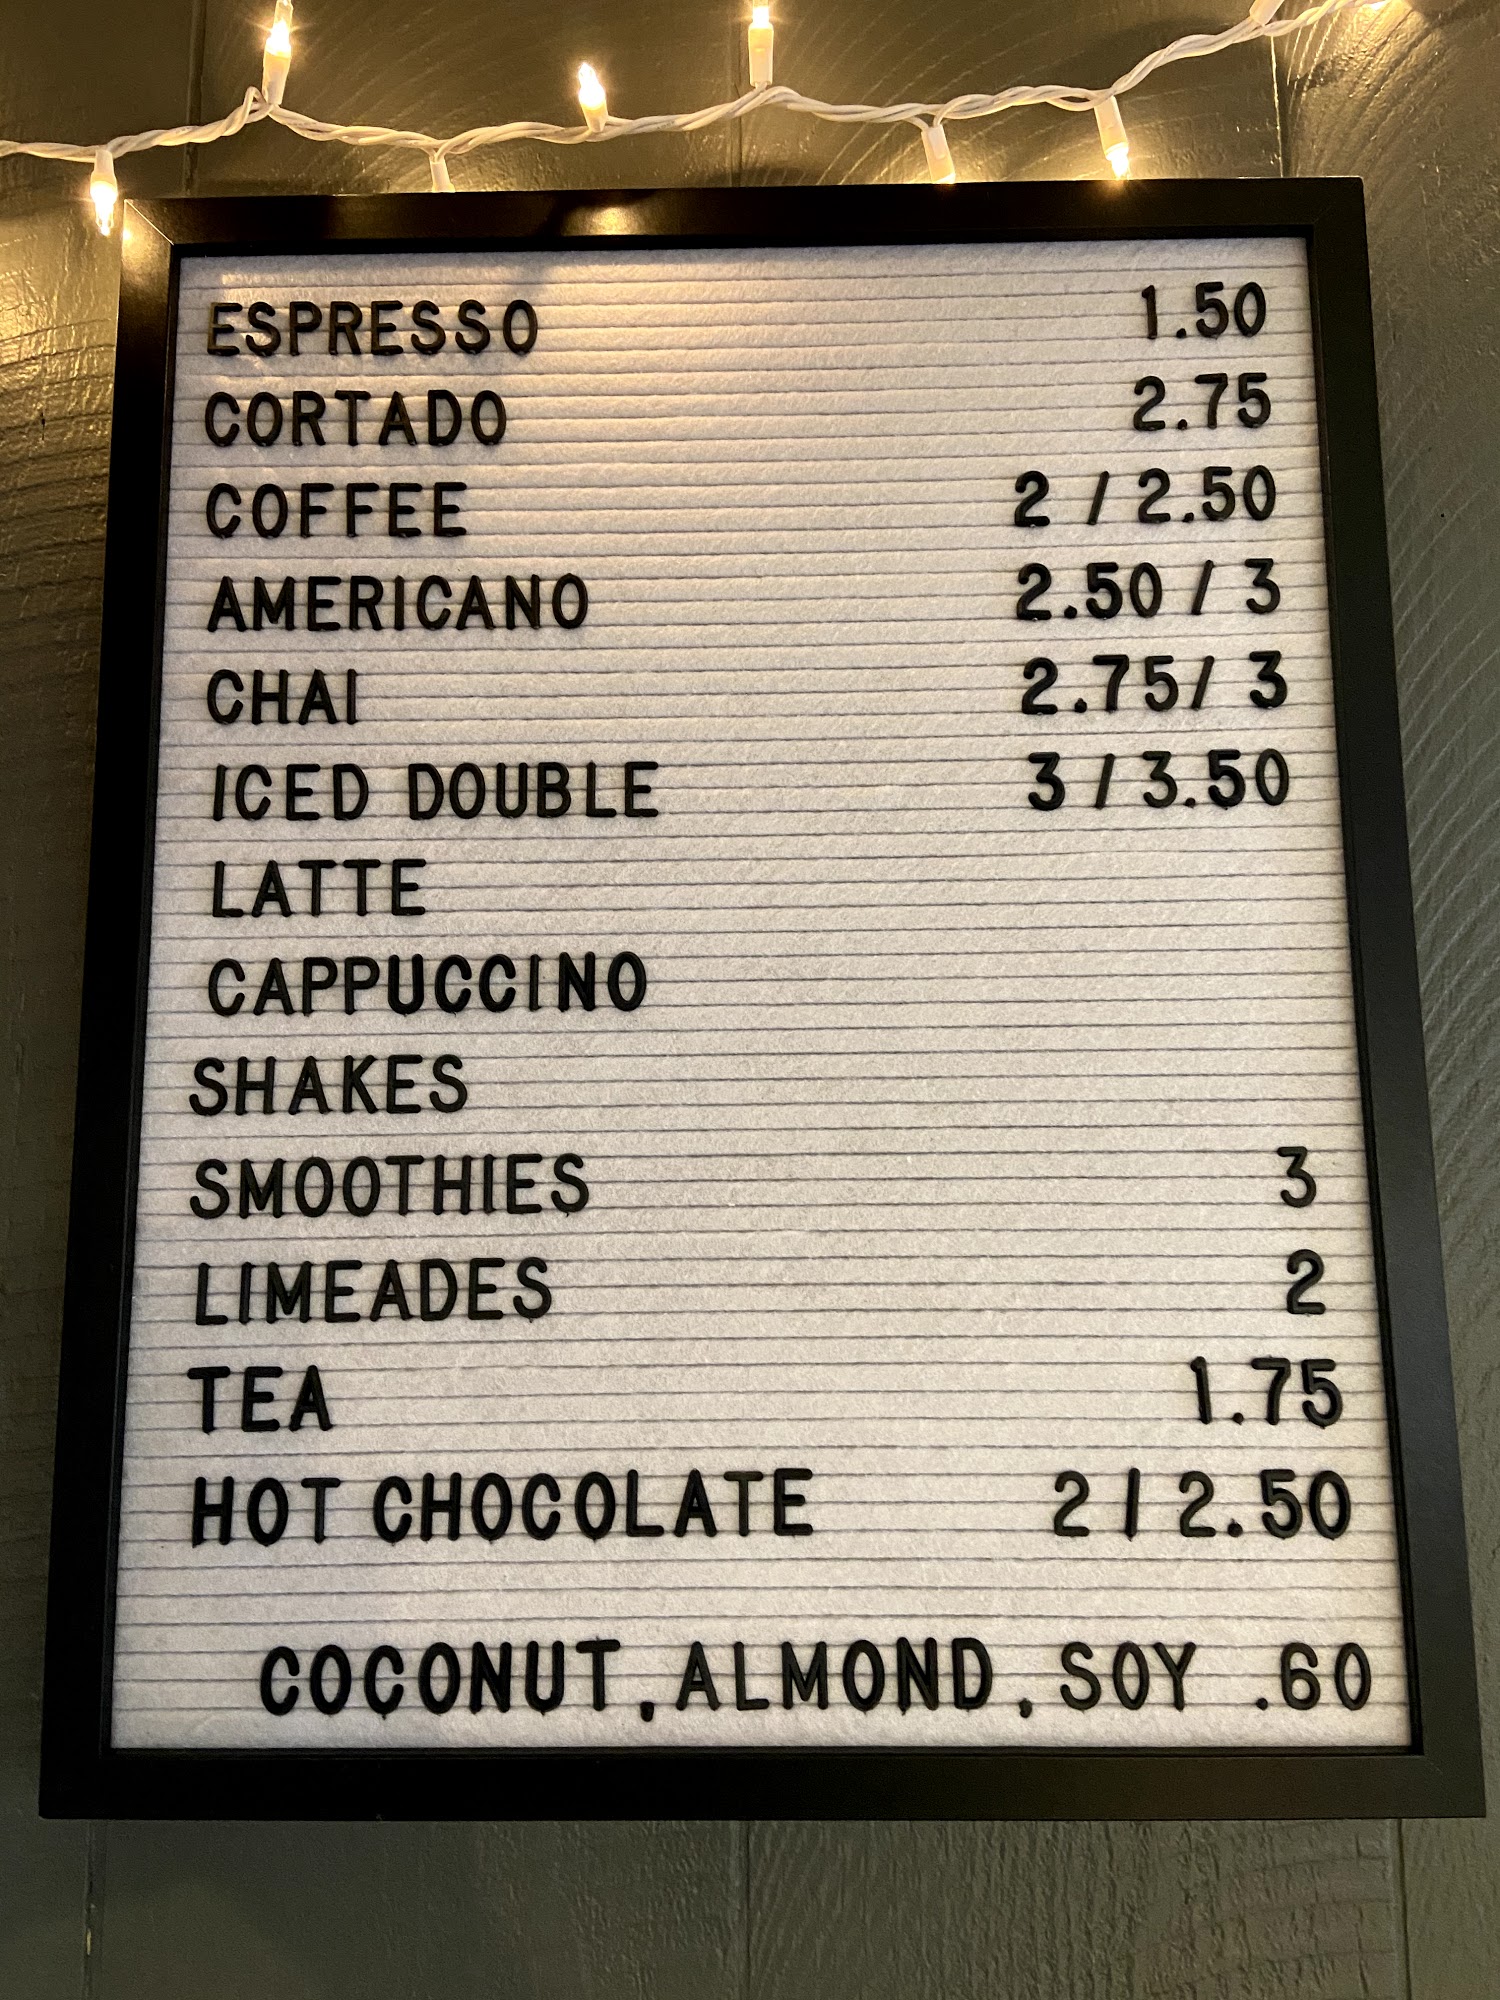 ESPRESSO 1.50
CORTADO 2.75
COFFEE 2 / 2.50
AMERICANO 2.50 / 3
CHAI 2.75/ 3
ICED DOUBLE 3 / 3.50
LATTE
CAPPUCCINO
SHAKES
SMOOTHIES 3
LIMEADES 2
TEA 1.75
HOT CHOCOLATE 2 / 2.50
COCONUT, ALMOND, SOY .60